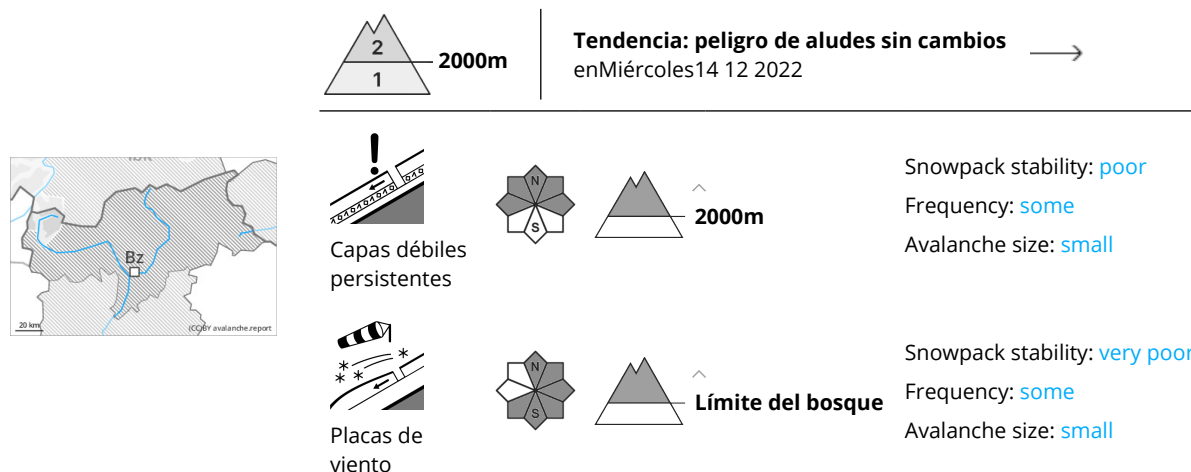 2
1
2000m
Tendencia: peligro de aludes sin cambios
enMiércoles14 12 2022
Bz
20 km
(CC)BY avalanche.report
N
S
2000m
Capas débiles
persistentes
Snowpack stability: poor
Frequency: some
Avalanche size: small
N
S
Límite del bosque
Placas de
viento
Snowpack stability: very poor
Frequency: some
Avalanche size: small